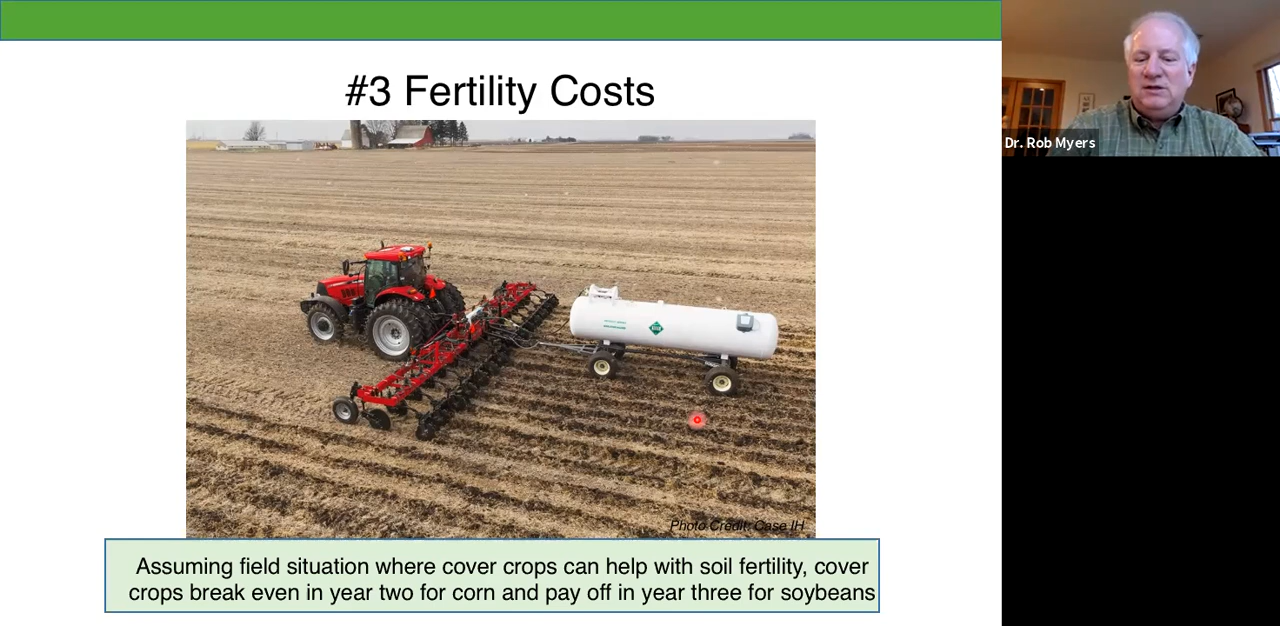 #3 Fertility Costs
Dr. Rob Myers
Photo Credit: Case IH
Assuming field situation where cover crops can help with soil fertility, cover
crops break even in year two for corn and pay off in year three for soybeans